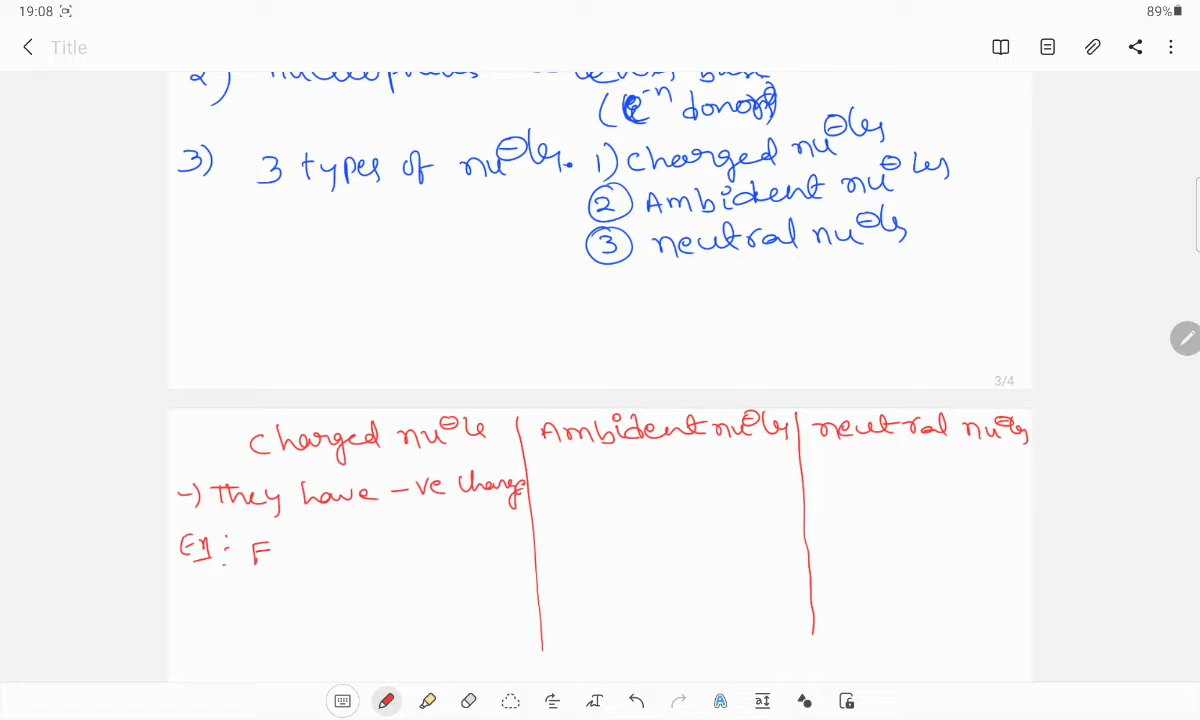 19:08
89%
Title
2)
(e⁻ⁿ donor)
3) 3 types of nu⊖les. 1) charged nu⊖les
② Ambident nu⊖les
③ neutral nu⊖les
3/4
charged nu⊖le
Ambident nu⊖les
neutral nu⊖les
→) They have -ve charge
Ex: F